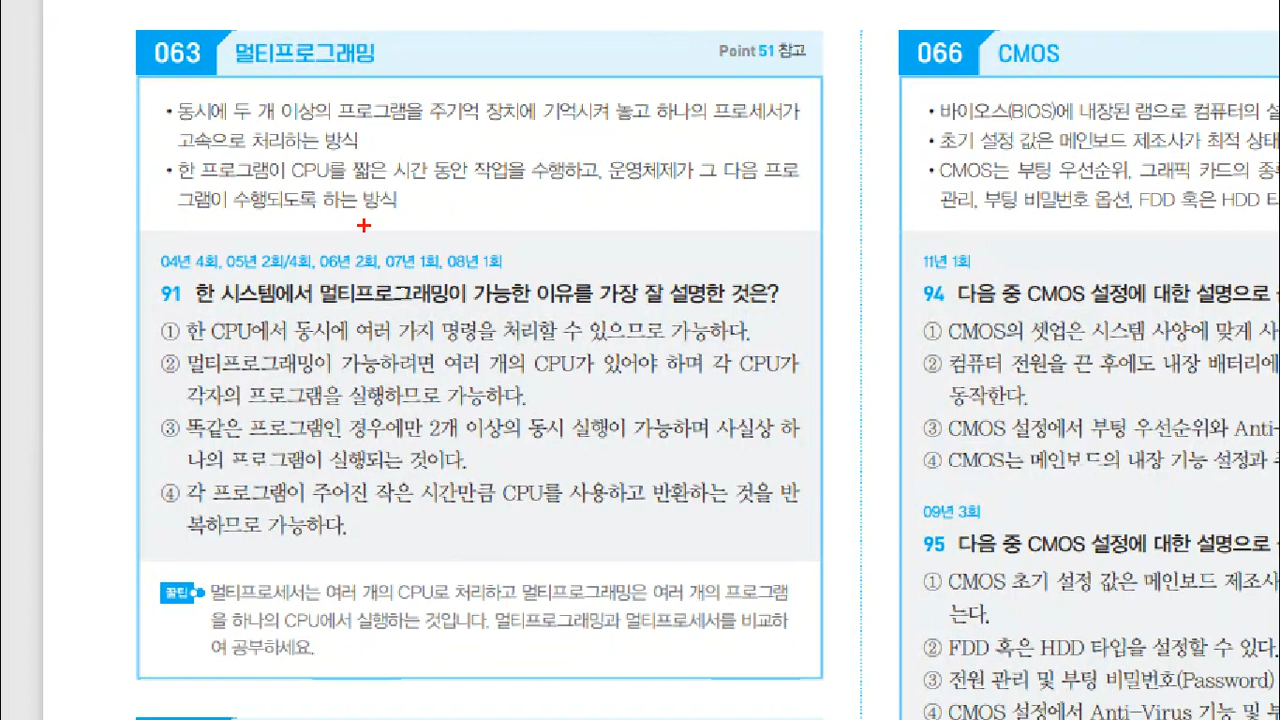 063 멀티프로그래밍 Point 51 참고
• 동시에 두 개 이상의 프로그램을 주기억 장치에 기억시켜 놓고 하나의 프로세서가
고속으로 처리하는 방식
• 한 프로그램이 CPU를 짧은 시간 동안 작업을 수행하고, 운영체제가 그 다음 프로
그램이 수행되도록 하는 방식
04년 4회, 05년 2회/4회, 06년 2회, 07년 1회, 08년 1회
91 한 시스템에서 멀티프로그래밍이 가능한 이유를 가장 잘 설명한 것은?
① 한 CPU에서 동시에 여러 가지 명령을 처리할 수 있으므로 가능하다.
② 멀티프로그래밍이 가능하려면 여러 개의 CPU가 있어야 하며 각 CPU가
각자의 프로그램을 실행하므로 가능하다.
③ 똑같은 프로그램인 경우에만 2개 이상의 동시 실행이 가능하며 사실상 하
나의 프로그램이 실행되는 것이다.
④ 각 프로그램이 주어진 작은 시간만큼 CPU를 사용하고 반환하는 것을 반
복하므로 가능하다.
꿀팁 멀티프로세서는 여러 개의 CPU로 처리하고 멀티프로그래밍은 여러 개의 프로그램
을 하나의 CPU에서 실행하는 것입니다. 멀티프로그래밍과 멀티프로세서를 비교하
여 공부하세요.
066 CMOS
• 바이오스(BIOS)에 내장된 램으로 컴퓨터의
• 초기 설정 값은 메인보드 제조사가 최적 상태
• CMOS는 부팅 우선순위, 그래픽 카드의
관리, 부팅 비밀번호 옵션, FDD 혹은 HDD
11년 1회
94 다음 중 CMOS 설정에 대한 설명으로
① CMOS의 셋업은 시스템 사양에 맞게
② 컴퓨터 전원을 끈 후에도 내장 배터리에
동작한다.
③ CMOS 설정에서 부팅 우선순위와 Anti-
④ CMOS는 메인보드의 내장 기능 설정과
09년 3회
95 다음 중 CMOS 설정에 대한 설명으로
① CMOS 초기 설정 값은 메인보드 제조사
는다.
② FDD 혹은 HDD 타입을 설정할 수 있다.
③ 전원 관리 및 부팅 비밀번호(Password)
④ CMOS 설정에서 Anti-Virus 기능 및